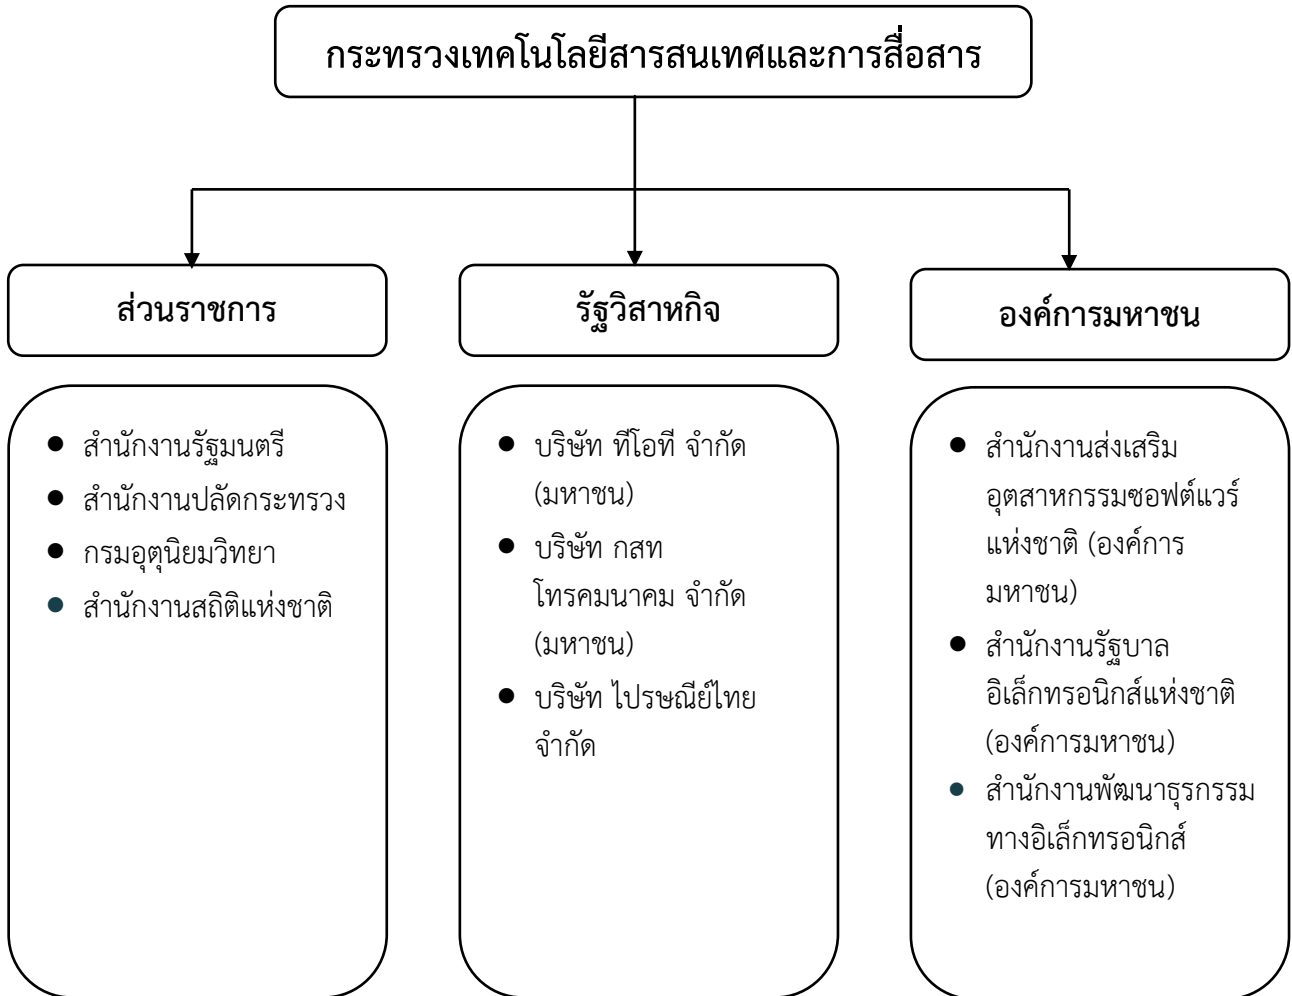 กระทรวงเทคโนโลยีสารสนเทศและการสื่อสาร
ส่วนราชการ
● สำนักงานรัฐมนตรี
● สำนักงานปลัดกระทรวง
● กรมอุตุนิยมวิทยา
● สำนักงานสถิติแห่งชาติ
รัฐวิสาหกิจ
● บริษัท ทีโอที จำกัด
(มหาชน)
● บริษัท กสท
โทรคมนาคม จำกัด
(มหาชน)
● บริษัท ไปรษณีย์ไทย
จำกัด
องค์การมหาชน
● สำนักงานส่งเสริม
อุตสาหกรรมซอฟต์แวร์
แห่งชาติ (องค์การ
มหาชน)
● สำนักงานรัฐบาล
อิเล็กทรอนิกส์แห่งชาติ
(องค์การมหาชน)
● สำนักงานพัฒนาธุรกรรม
ทางอิเล็กทรอนิกส์
(องค์การมหาชน)